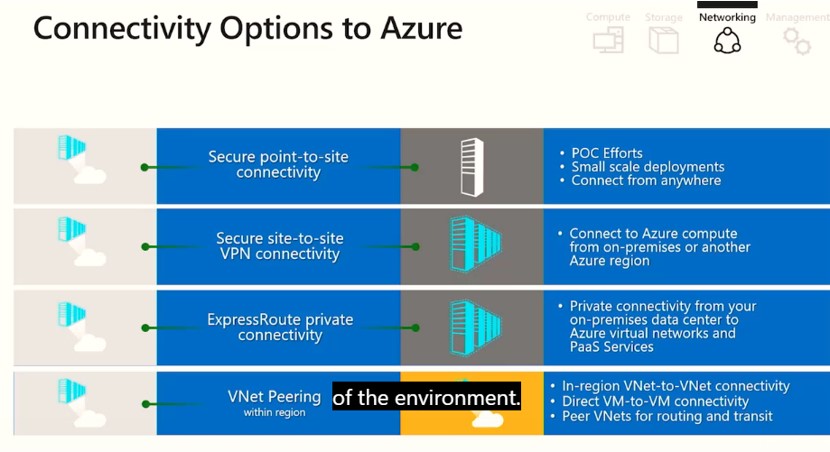 Connectivity Options to Azure
Compute
Storage
Networking
Management
Secure point-to-site
connectivity
• POC Efforts
• Small scale deployments
• Connect from anywhere
Secure site-to-site
VPN connectivity
• Connect to Azure compute
from on-premises or another
Azure region
ExpressRoute private
connectivity
• Private connectivity from your
on-premises data center to
Azure virtual networks and
PaaS Services
VNet Peering
within region
of the environment.
• In-region VNet-to-VNet connectivity
• Direct VM-to-VM connectivity
• Peer VNets for routing and transit